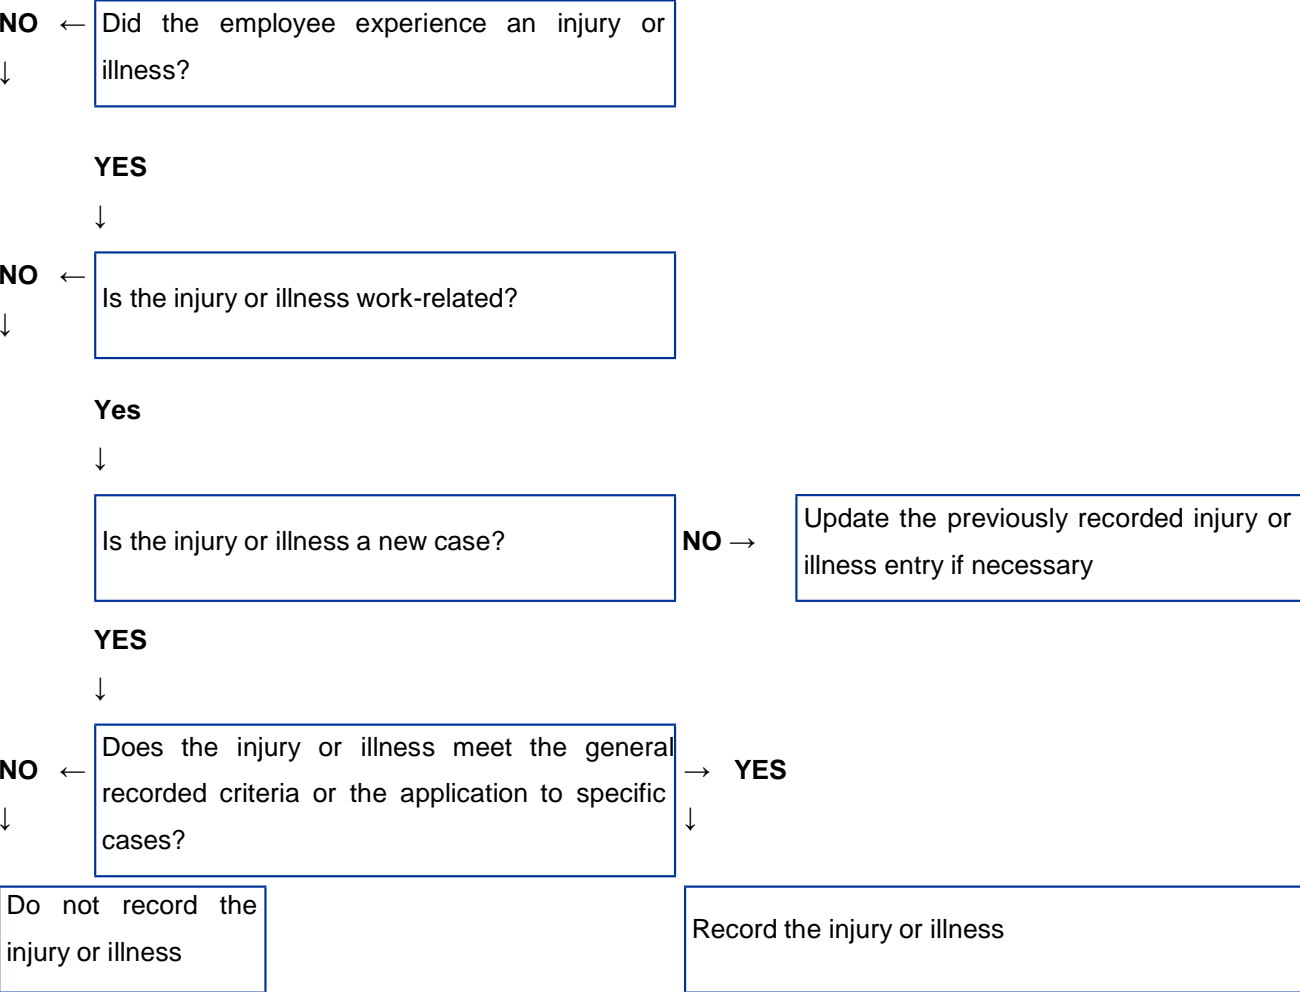 NO ← Did the employee experience an injury or
↓ illness?
YES
↓
NO ←
Is the injury or illness work-related?
↓
Yes
↓
Is the injury or illness a new case? NO → Update the previously recorded injury or
illness entry if necessary
YES
↓
Does the injury or illness meet the general
NO ← recorded criteria or the application to specific → YES
↓ cases? ↓
Do not record the
injury or illness
Record the injury or illness